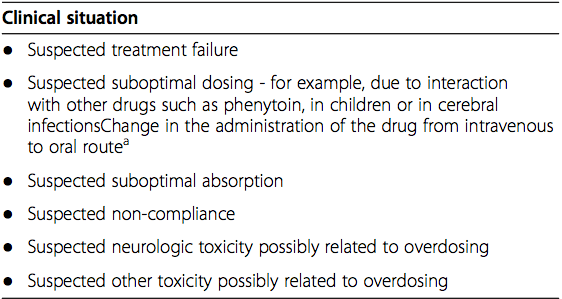 Clinical situation
● Suspected treatment failure
● Suspected suboptimal dosing - for example, due to interaction
with other drugs such as phenytoin, in children or in cerebral
infectionsChange in the administration of the drug from intravenous
to oral routeᵃ
● Suspected suboptimal absorption
● Suspected non-compliance
● Suspected neurologic toxicity possibly related to overdosing
● Suspected other toxicity possibly related to overdosing